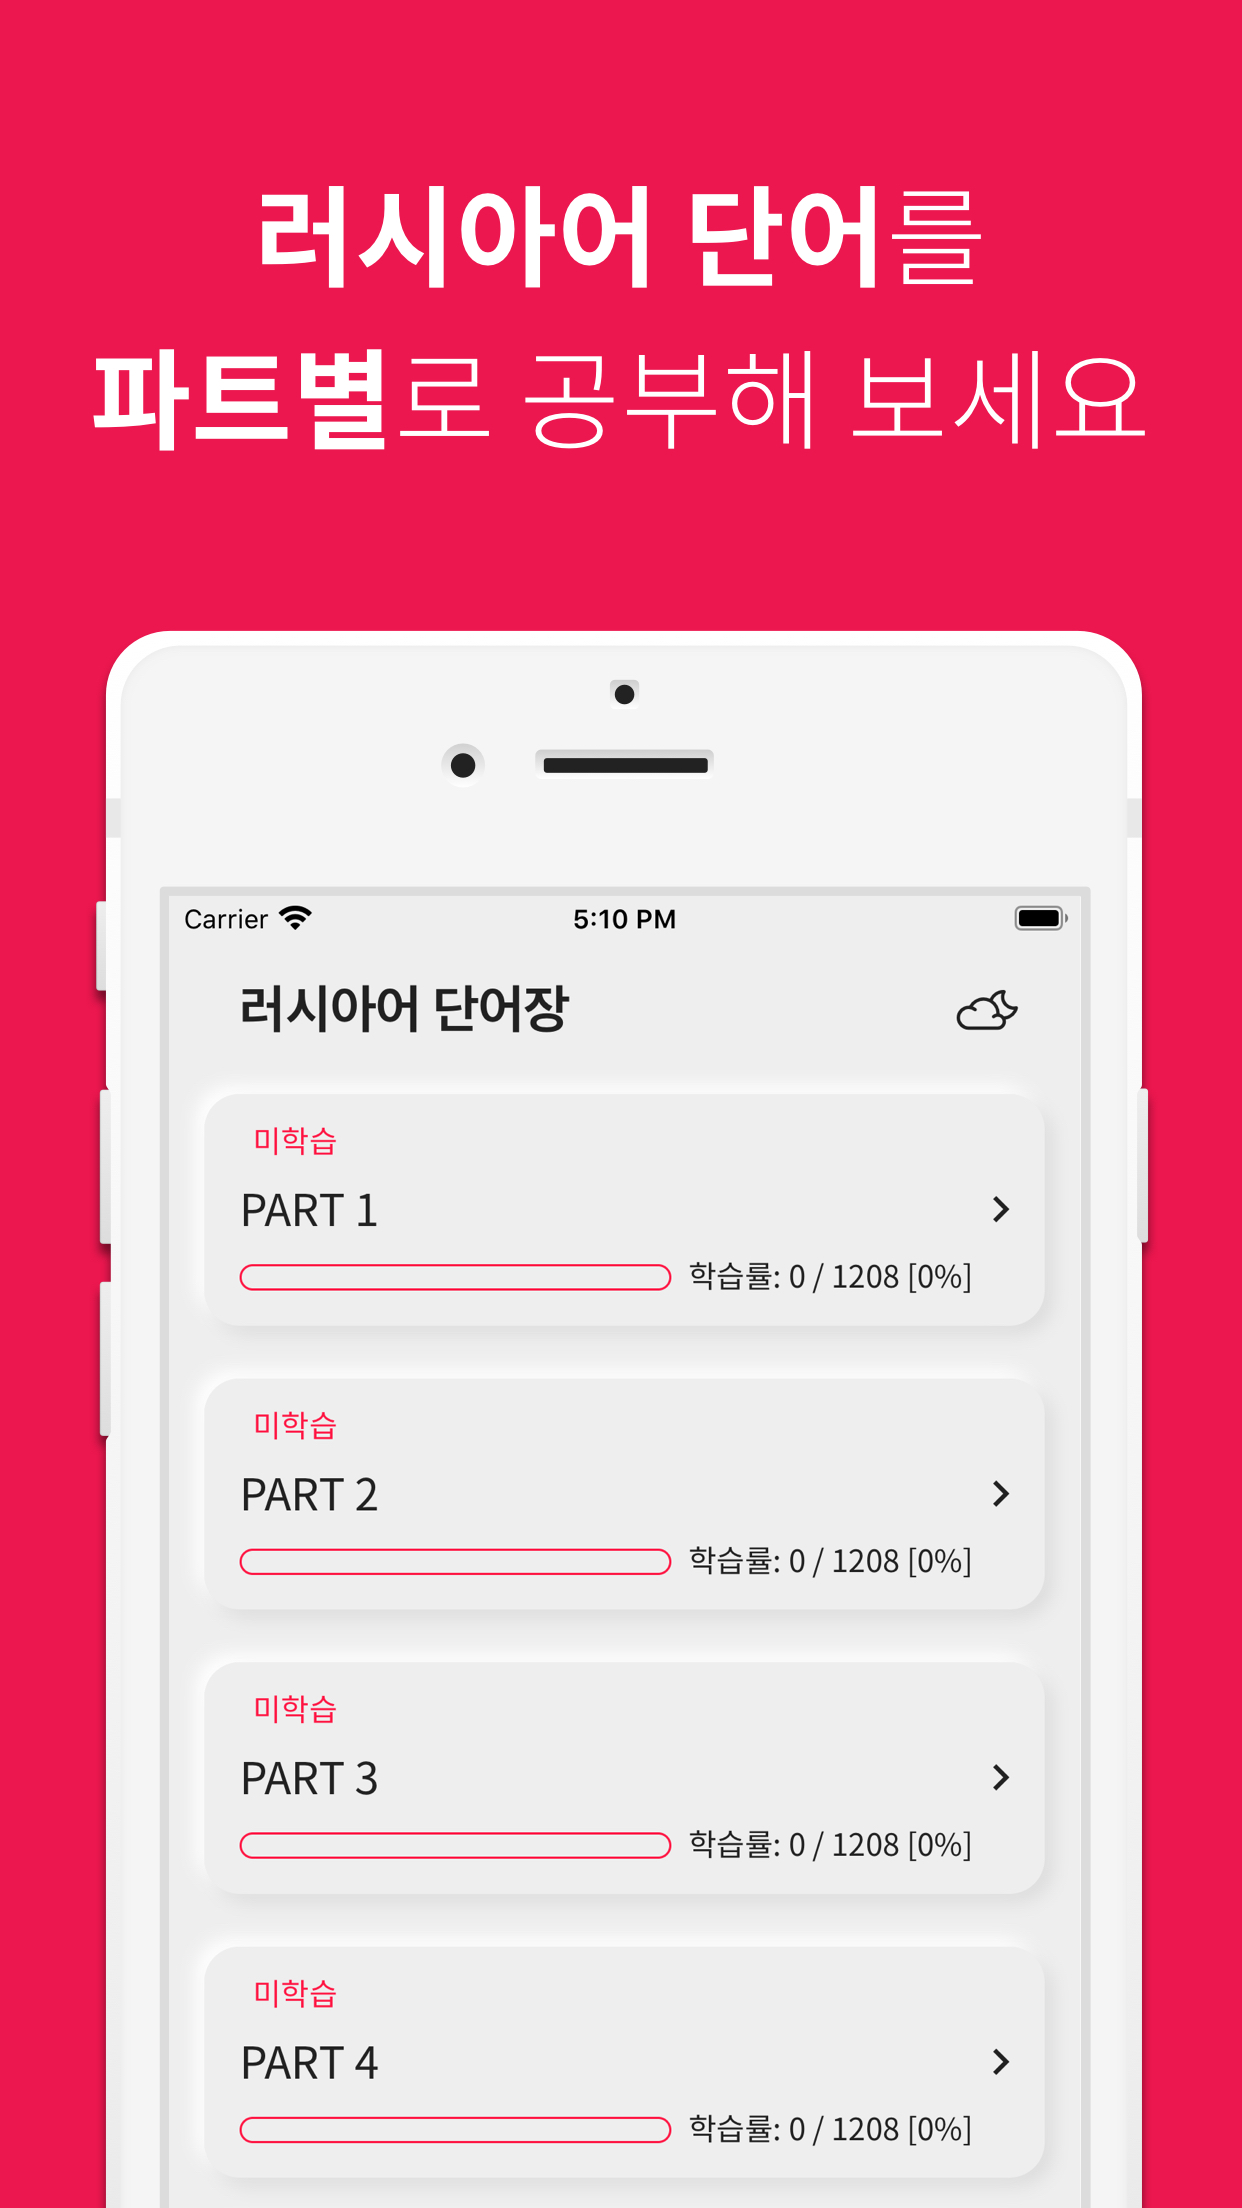 러시아어 단어를
파트별로 공부해 보세요
Carrier 5:10 PM
러시아어 단어장
미학습
PART 1
학습률: 0 / 1208 [0%]
미학습
PART 2
학습률: 0 / 1208 [0%]
미학습
PART 3
학습률: 0 / 1208 [0%]
미학습
PART 4
학습률: 0 / 1208 [0%]